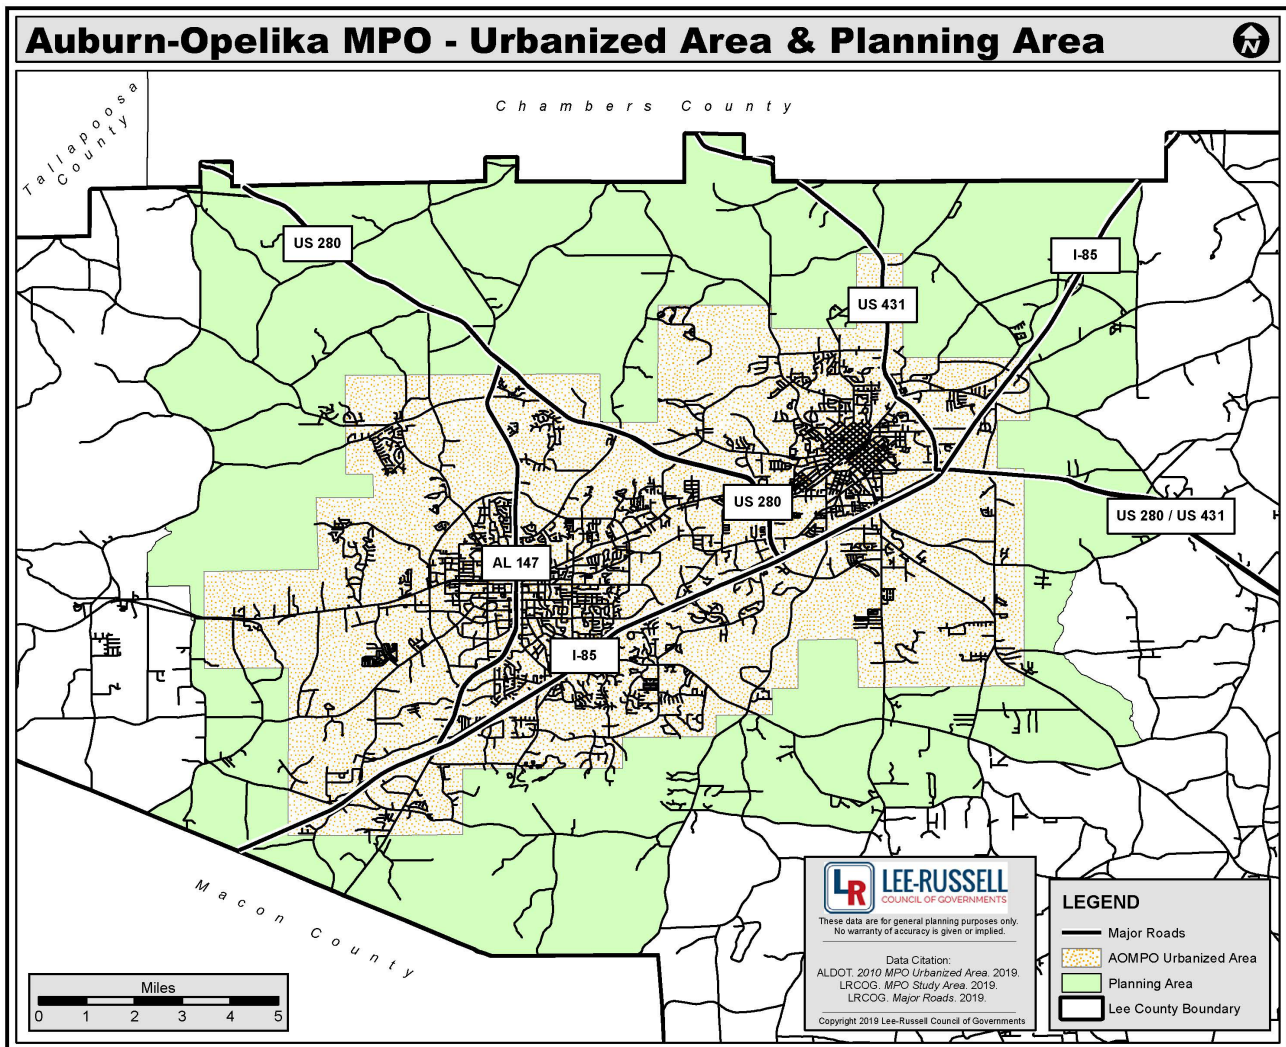 Auburn-Opelika MPO - Urbanized Area & Planning Area
N
Tallapoosa
County
Chambers County
US 280
I-85
US 431
US 280
US 280 / US 431
AL 147
I-85
Macon County
Miles
0 1 2 3 4 5
LR
LEE-RUSSELL
COUNCIL OF GOVERNMENTS
These data are for general planning purposes only.
No warranty of accuracy is given or implied.
Data Citation:
ALDOT. 2010 MPO Urbanized Area. 2019.
LRCOG. MPO Study Area. 2019.
LRCOG. Major Roads. 2019.
Copyright 2019 Lee-Russell Council of Governments
LEGEND
Major Roads
AOMPO Urbanized Area
Planning Area
Lee County Boundary